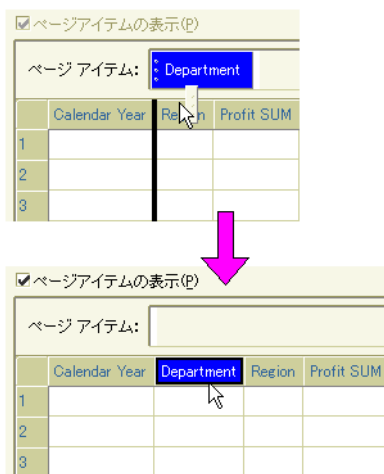 ページアイテムの表示(P)
ページ アイテム: Department
Calendar Year Region Profit SUM
1
2
3
ページアイテムの表示(P)
ページ アイテム:
Calendar Year Department Region Profit SUM
1
2
3